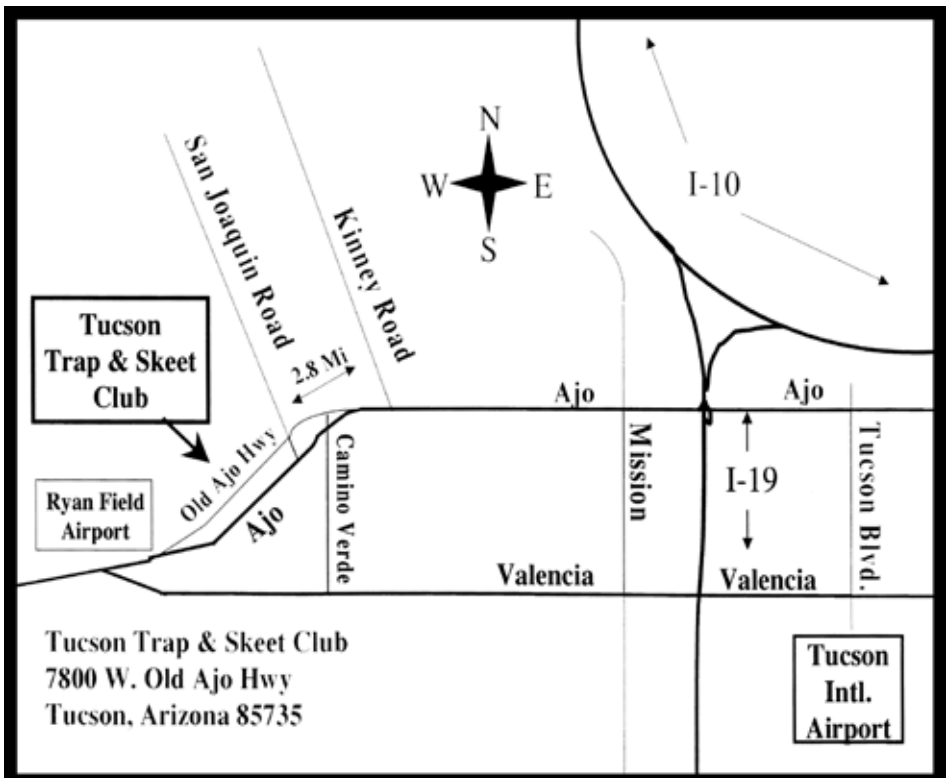 N
W
E
S
I-10
San Joaquin Road
Kinney Road
Tucson
Trap & Skeet
Club
2.8 Mi
Ajo
Ajo
Old Ajo Hwy
Ajo
Camino Verde
Mission
I-19
Tucson Blvd.
Ryan Field
Airport
Valencia
Valencia
Tucson Trap & Skeet Club
7800 W. Old Ajo Hwy
Tucson, Arizona 85735
Tucson
Intl.
Airport